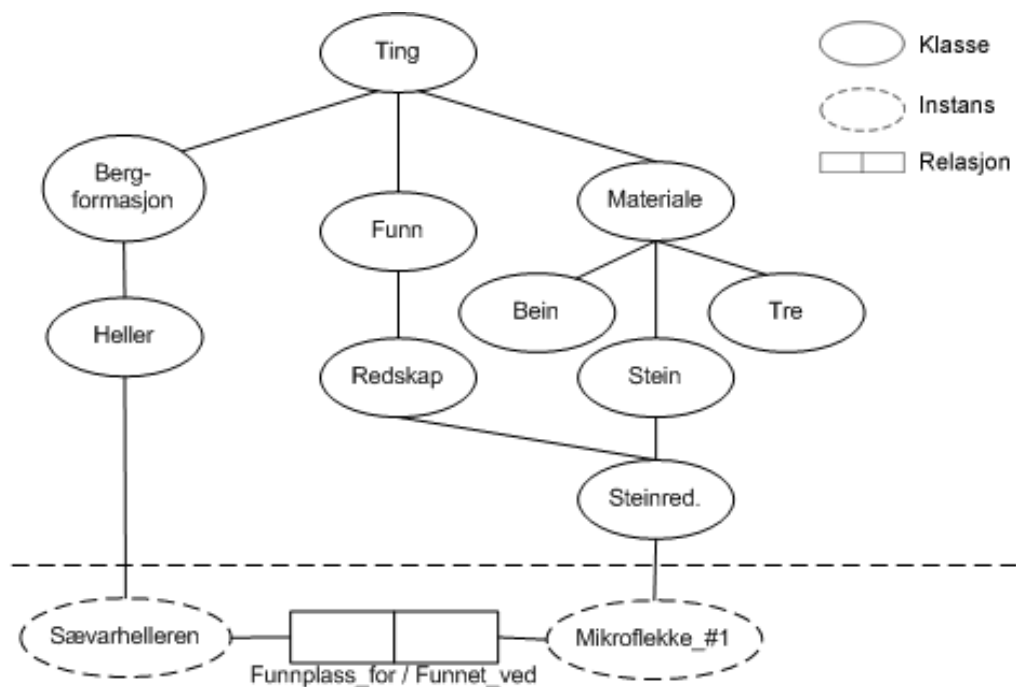 Ting
Klasse
Instans
Relasjon
Berg-
formasjon
Funn
Materiale
Heller
Bein
Tre
Redskap
Stein
Steinred.
Sævarhelleren
Mikroflekke_#1
Funnplass_for / Funnet_ved